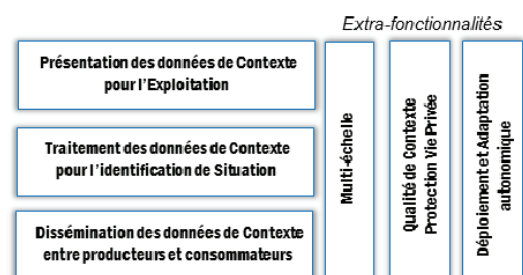 Extra-fonctionnalités
Présentation des données de Contexte
pour l'Exploitation
Traitement des données de Contexte
pour l'identification de Situation
Dissémination des données de Contexte
entre producteurs et consommateurs
Multi-échelle
Qualité de Contexte
Protection Vie Privée
Déploiement et Adaptation
autonomique